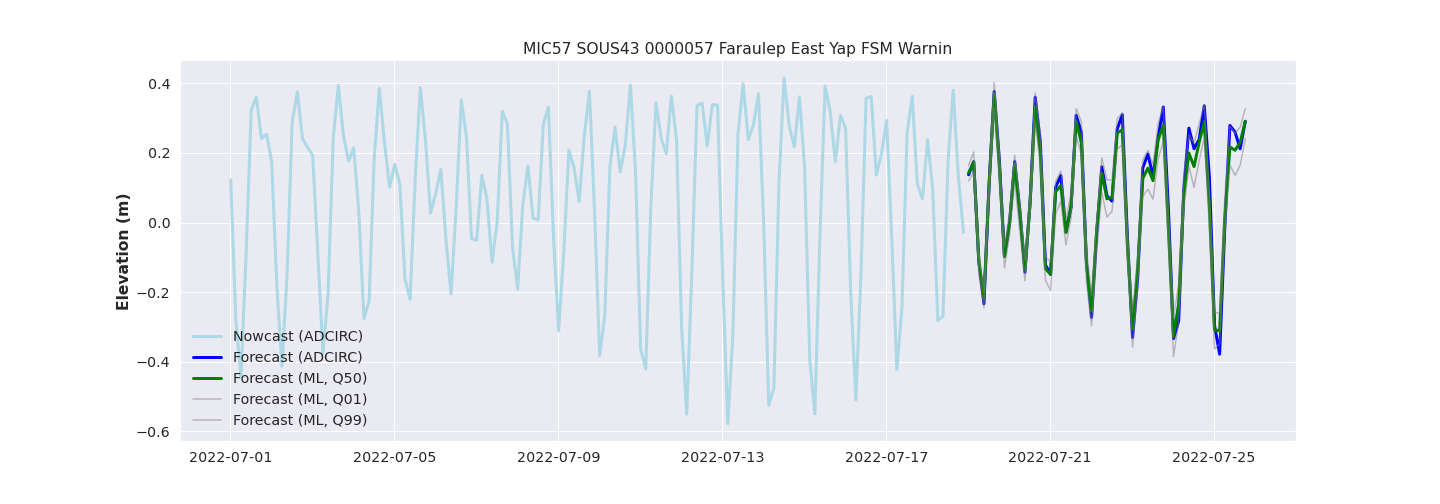 MIC57 SOUS43 0000057 Faraulep East Yap FSM Warnin
Elevation (m)
0.4
0.2
0.0
−0.2
−0.4
−0.6
Nowcast (ADCIRC)
Forecast (ADCIRC)
Forecast (ML, Q50)
Forecast (ML, Q01)
Forecast (ML, Q99)
2022-07-01 2022-07-05 2022-07-09 2022-07-13 2022-07-17 2022-07-21 2022-07-25